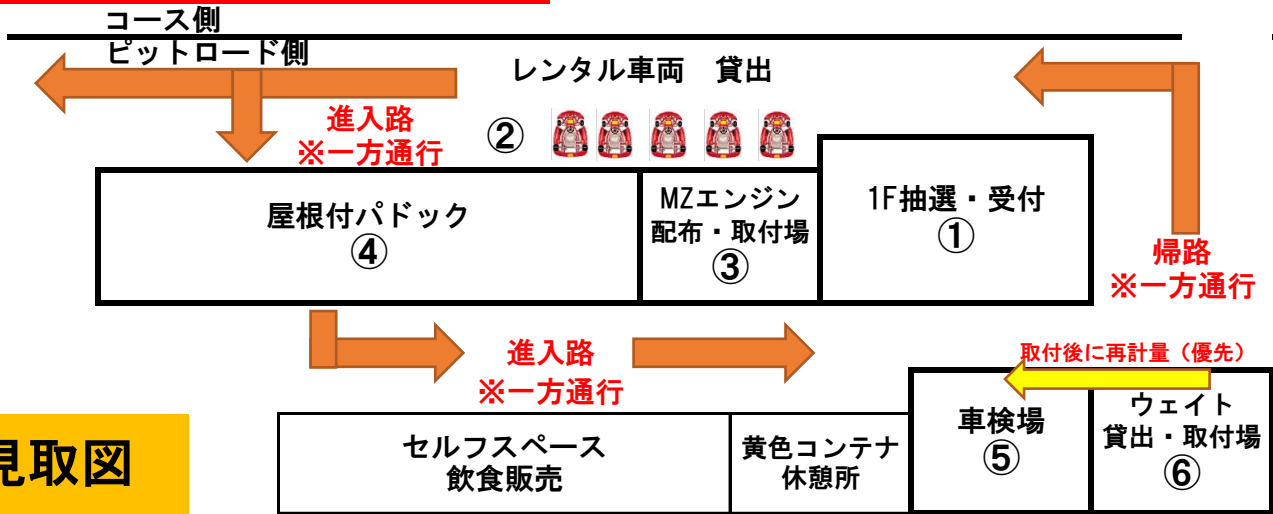 コース側
ピットロード側
レンタル車両 貸出
進入路
※一方通行
②
屋根付パドック
④
MZエンジン
配布・取付場
③
1F抽選・受付
①
帰路
※一方通行
進入路
※一方通行
取付後に再計量（優先）
見取図
セルフスペース
飲食販売
黄色コンテナ
休憩所
車検場
⑤
ウェイト
貸出・取付場
⑥